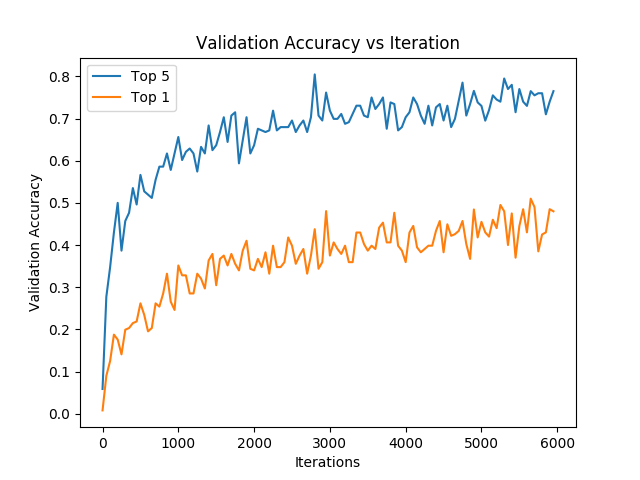 Validation Accuracy vs Iteration
Top 5
Top 1
Validation Accuracy
0.8
0.7
0.6
0.5
0.4
0.3
0.2
0.1
0.0
0 1000 2000 3000 4000 5000 6000
Iterations